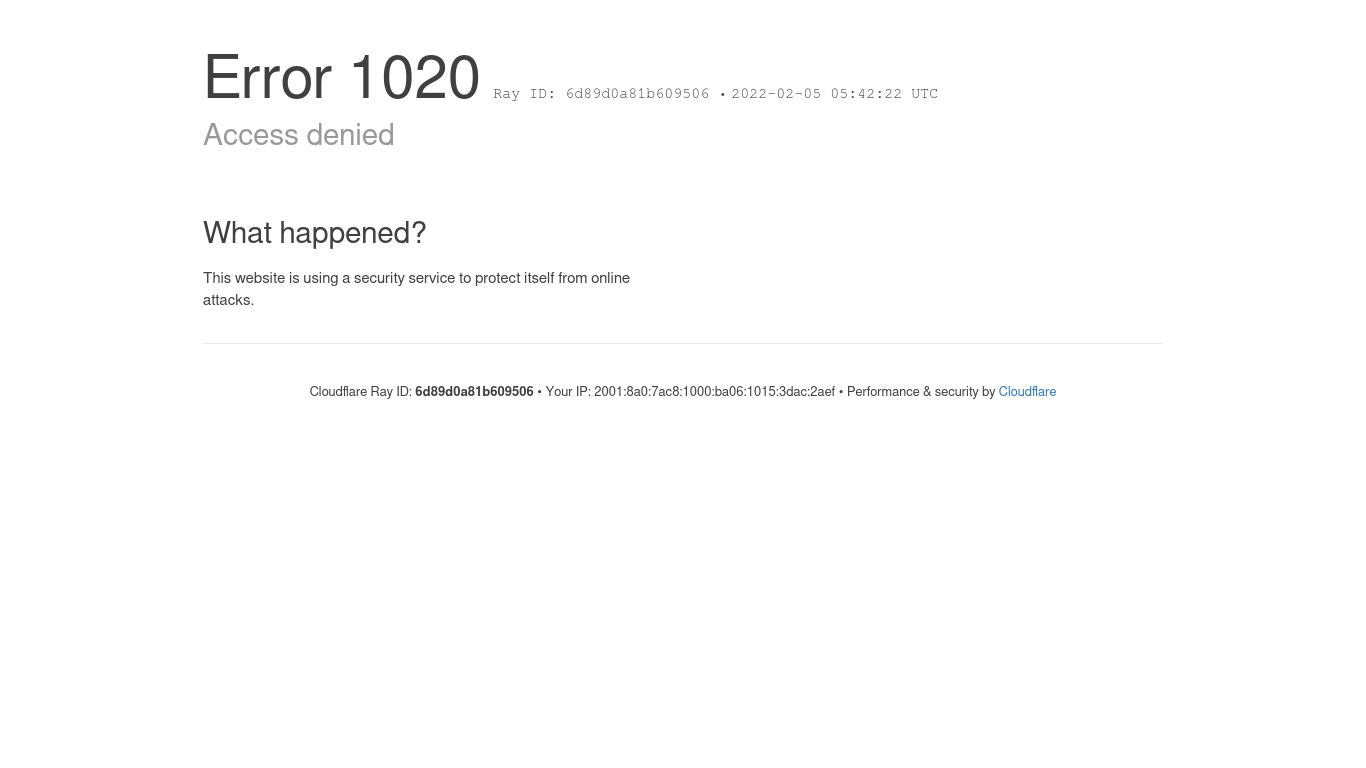 Error 1020 Ray ID: 6d89d0a81b609506 • 2022-02-05 05:42:22 UTC
Access denied
What happened?
This website is using a security service to protect itself from online
attacks.
Cloudflare Ray ID: 6d89d0a81b609506 • Your IP: 2001:8a0:7ac8:1000:ba06:1015:3dac:2aef • Performance & security by Cloudflare